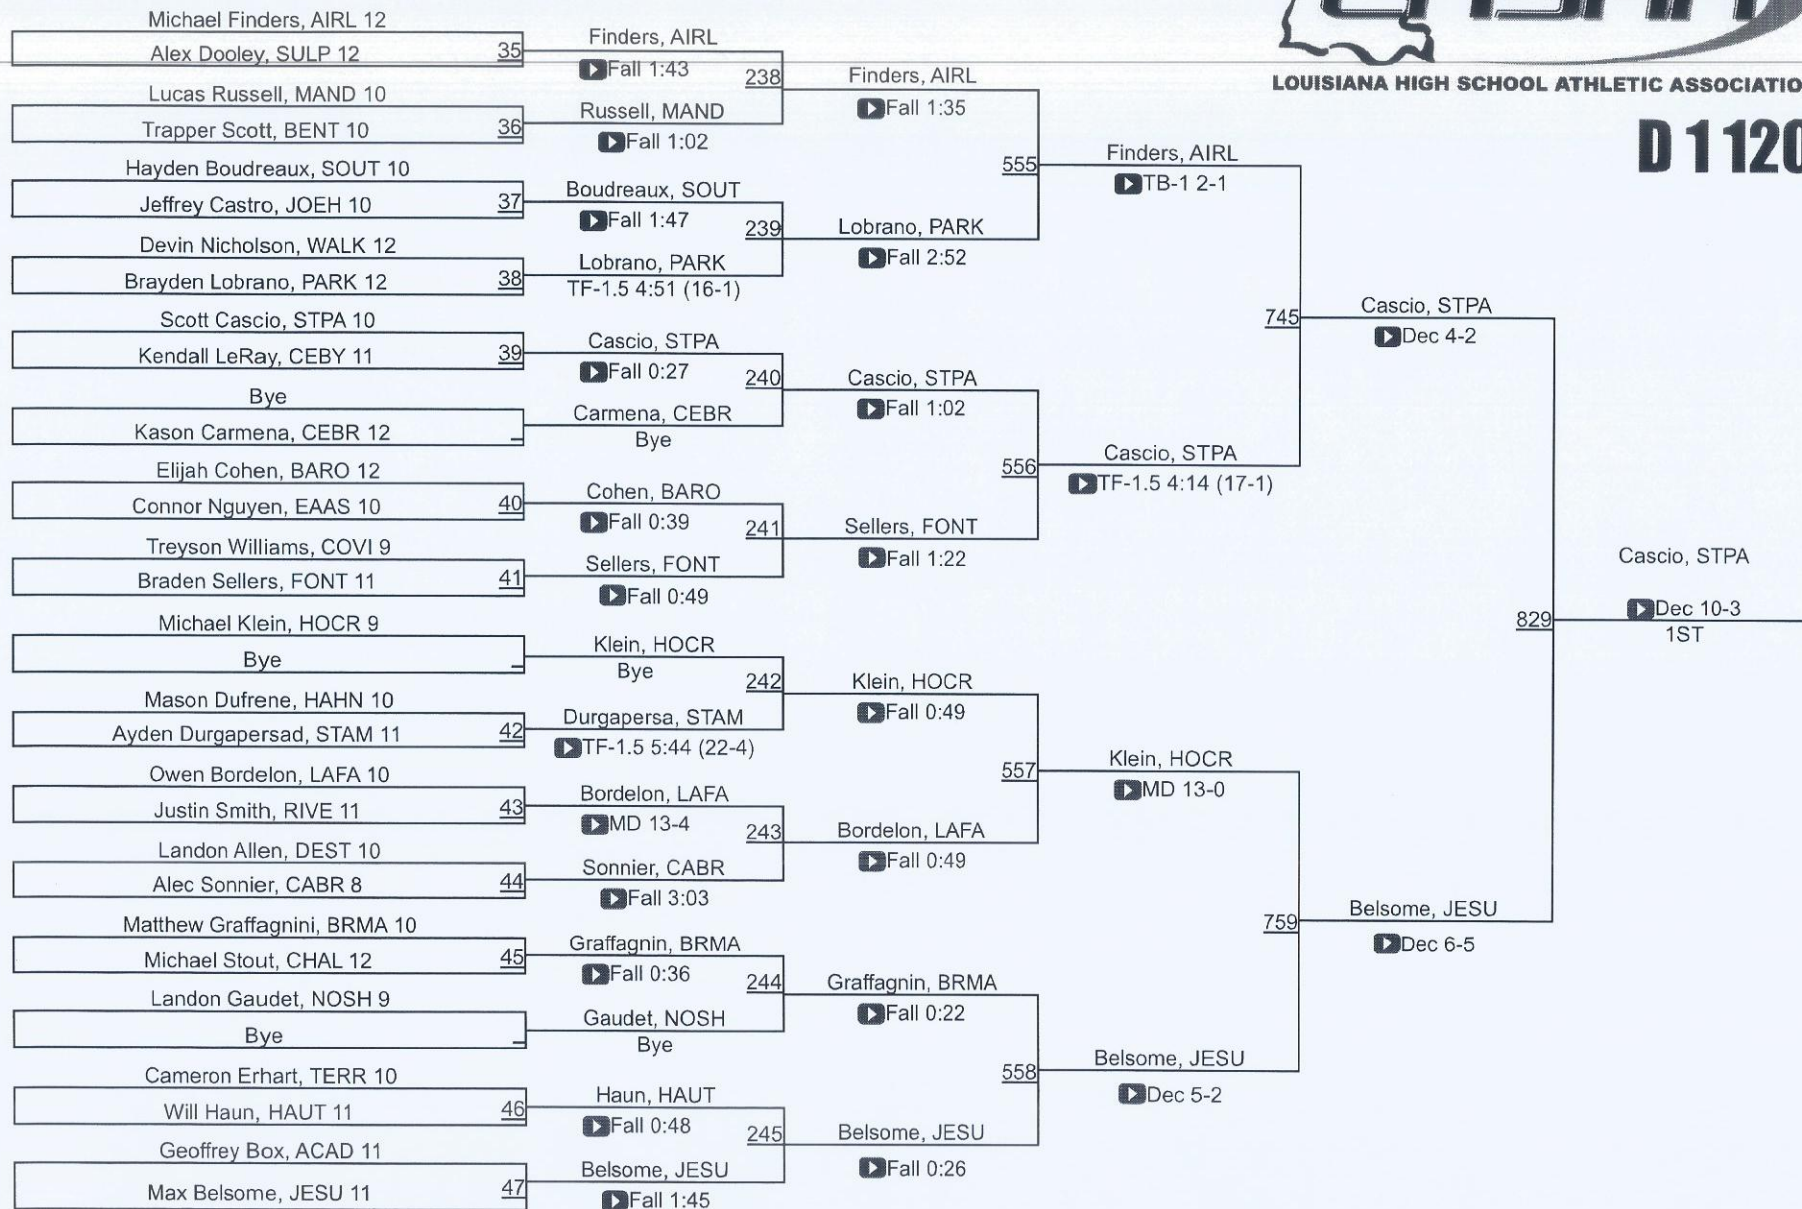 LHSAA
LOUISIANA HIGH SCHOOL ATHLETIC ASSOCIATIO
D 1 120
Michael Finders, AIRL 12
Alex Dooley, SULP 12
35
Lucas Russell, MAND 10
Trapper Scott, BENT 10
36
Hayden Boudreaux, SOUT 10
Jeffrey Castro, JOEH 10
37
Devin Nicholson, WALK 12
Brayden Lobrano, PARK 12
38
Scott Cascio, STPA 10
Kendall LeRay, CEBY 11
39
Bye
Kason Carmena, CEBR 12
Elijah Cohen, BARO 12
Connor Nguyen, EAAS 10
40
Treyson Williams, COVI 9
Braden Sellers, FONT 11
41
Michael Klein, HOCR 9
Bye
Mason Dufrene, HAHN 10
Ayden Durgapersad, STAM 11
42
Owen Bordelon, LAFA 10
Justin Smith, RIVE 11
43
Landon Allen, DEST 10
Alec Sonnier, CABR 8
44
Matthew Graffagnini, BRMA 10
Michael Stout, CHAL 12
45
Landon Gaudet, NOSH 9
Bye
Cameron Erhart, TERR 10
Will Haun, HAUT 11
46
Geoffrey Box, ACAD 11
Max Belsome, JESU 11
47
Finders, AIRL
Fall 1:43
238
Russell, MAND
Fall 1:02
Boudreaux, SOUT
Fall 1:47
239
Lobrano, PARK
TF-1.5 4:51 (16-1)
Cascio, STPA
Fall 0:27
240
Carmena, CEBR
Bye
Cohen, BARO
Fall 0:39
241
Sellers, FONT
Fall 0:49
Klein, HOCR
Bye
242
Durgapersa, STAM
TF-1.5 5:44 (22-4)
Bordelon, LAFA
MD 13-4
243
Sonnier, CABR
Fall 3:03
Graffagnin, BRMA
Fall 0:36
244
Gaudet, NOSH
Bye
Haun, HAUT
Fall 0:48
245
Belsome, JESU
Fall 1:45
Finders, AIRL
Fall 1:35
555
Lobrano, PARK
Fall 2:52
Cascio, STPA
Fall 1:02
556
Sellers, FONT
Fall 1:22
Klein, HOCR
Fall 0:49
557
Bordelon, LAFA
Fall 0:49
Graffagnin, BRMA
Fall 0:22
558
Belsome, JESU
Fall 0:26
Finders, AIRL
TB-1 2-1
745
Cascio, STPA
TF-1.5 4:14 (17-1)
Klein, HOCR
MD 13-0
759
Belsome, JESU
Dec 5-2
Cascio, STPA
Dec 4-2
829
Belsome, JESU
Dec 6-5
Cascio, STPA
Dec 10-3
1ST